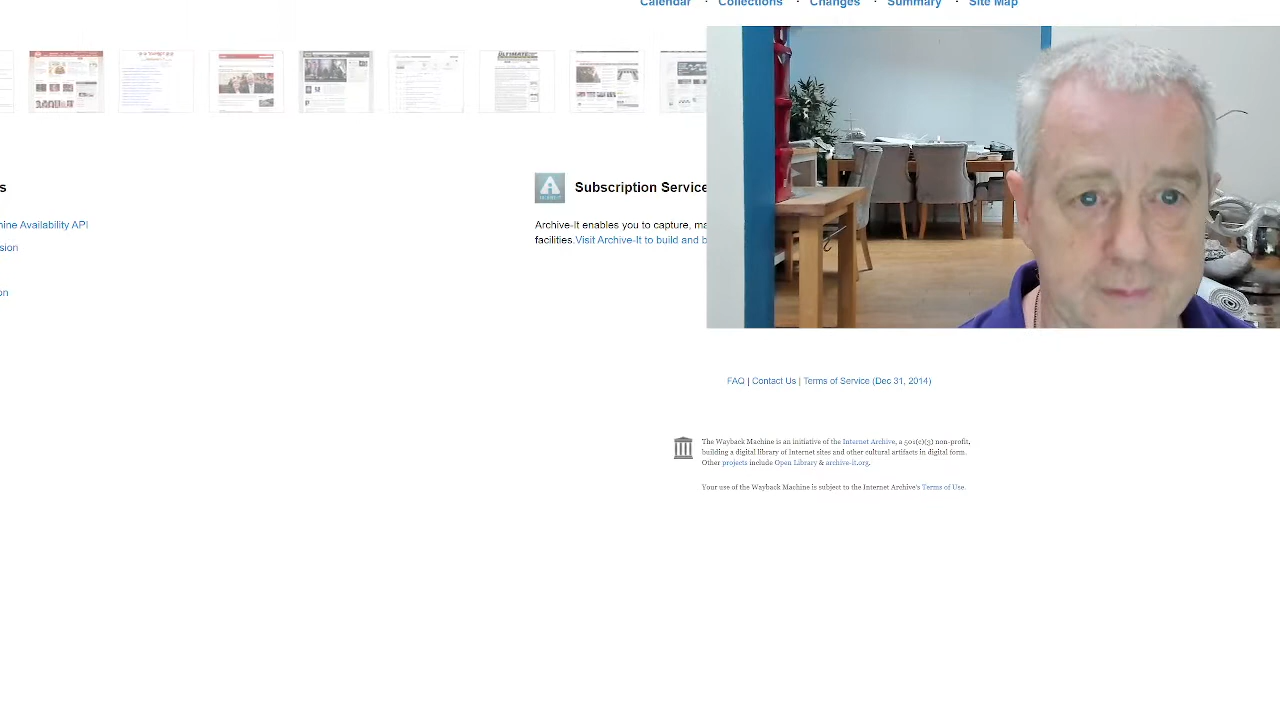 Calendar · Collections · Changes · Summary · Site Map
s
Subscription Service
hine Availability API
Archive-It enables you to capture, ma
sion
facilities.Visit Archive-It to build and b
on
FAQ | Contact Us | Terms of Service (Dec 31, 2014)
The Wayback Machine is an initiative of the Internet Archive, a 501(c)(3) non-profit,
building a digital library of Internet sites and other cultural artifacts in digital form.
Other projects include Open Library & archive-it.org.
Your use of the Wayback Machine is subject to the Internet Archive's Terms of Use.